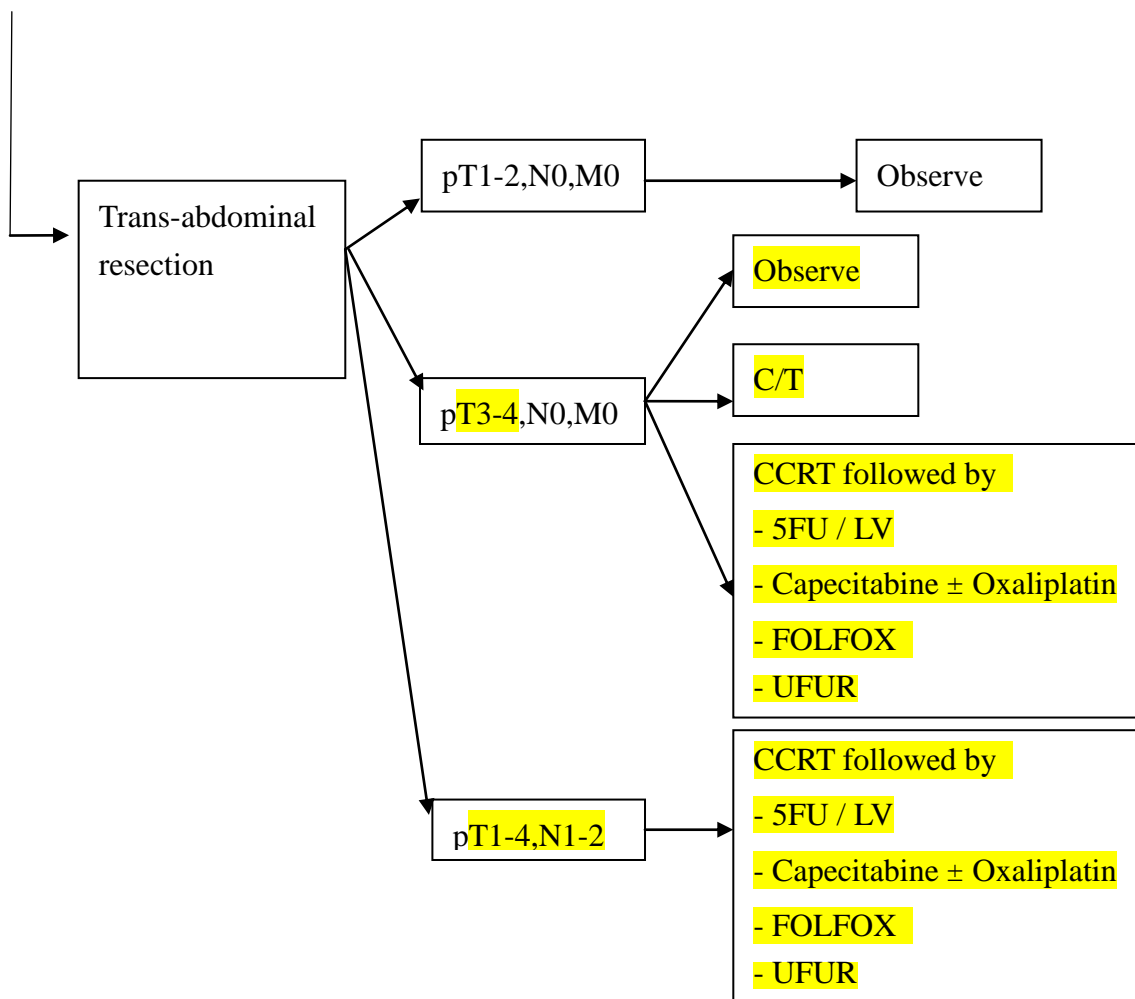 Trans-abdominal
resection
pT1-2,N0,M0
Observe
pT3-4,N0,M0
Observe
C/T
CCRT followed by
- 5FU / LV
- Capecitabine ± Oxaliplatin
- FOLFOX
- UFUR
pT1-4,N1-2
CCRT followed by
- 5FU / LV
- Capecitabine ± Oxaliplatin
- FOLFOX
- UFUR